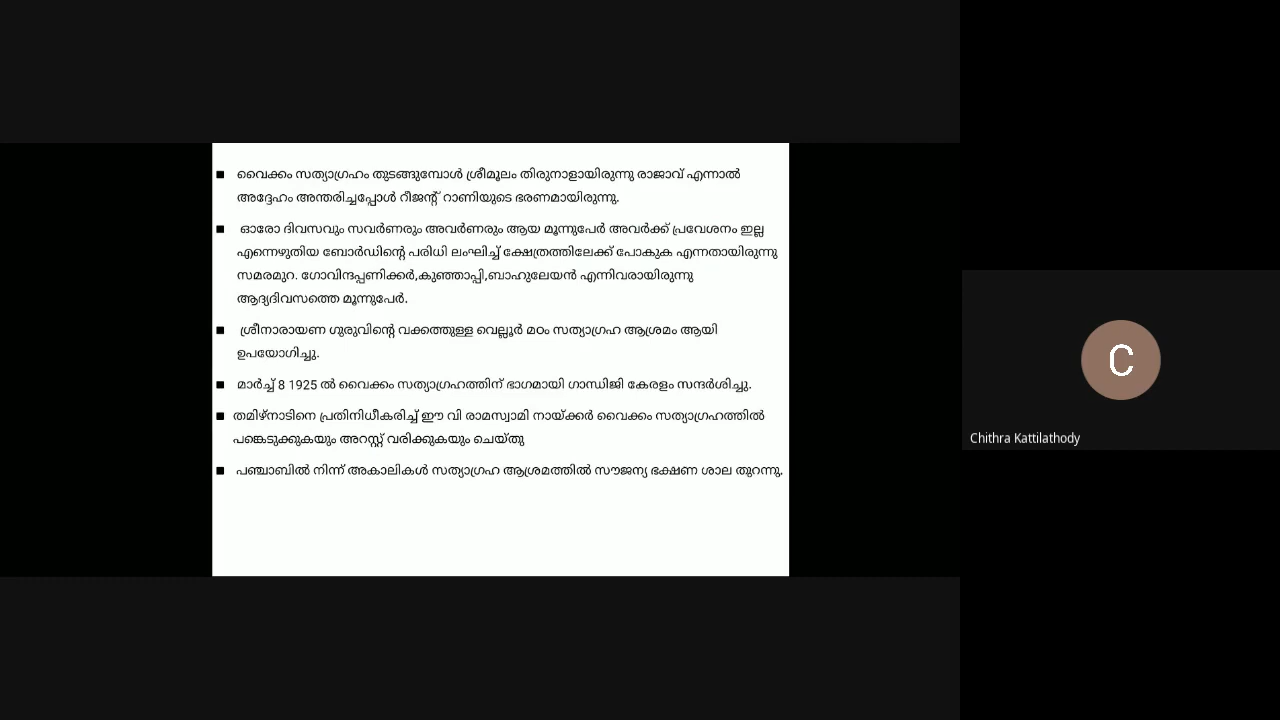 ■ വൈക്കം സത്യാഗ്രഹം തുടങ്ങുമ്പോൾ ശ്രീമൂലം തിരുനാളായിരുന്നു രാജാവ് എന്നാൽ
അദ്ദേഹം അന്തരിച്ചപ്പോൾ റീജന്റ് റാണിയുടെ ഭരണമായിരുന്നു.
■ ഓരോ ദിവസവും സവർണരും അവർണരും ആയ മൂന്നുപേർ അവർക്ക് പ്രവേശനം ഇല്ല
എന്നെഴുതിയ ബോർഡിന്റെ പരിധി ലംഘിച്ച് ക്ഷേത്രത്തിലേക്ക് പോകുക എന്നതായിരുന്നു
സമരമുറ. ഗോവിന്ദപ്പണിക്കർ,കുഞ്ഞാപ്പി,ബാഹുലേയൻ എന്നിവരായിരുന്നു
ആദ്യദിവസത്തെ മൂന്നുപേർ.
■ ശ്രീനാരായണ ഗുരുവിന്റെ വക്കത്തുള്ള വെല്ലൂർ മഠം സത്യാഗ്രഹ ആശ്രമം ആയി
ഉപയോഗിച്ചു.
■ മാർച്ച് 8 1925 ൽ വൈക്കം സത്യാഗ്രഹത്തിന് ഭാഗമായി ഗാന്ധിജി കേരളം സന്ദർശിച്ചു.
■ തമിഴ്നാടിനെ പ്രതിനിധീകരിച്ച് ഈ വി രാമസ്വാമി നായ്ക്കർ വൈക്കം സത്യാഗ്രഹത്തിൽ
പങ്കെടുക്കുകയും അറസ്റ്റ് വരിക്കുകയും ചെയ്തു
■ പഞ്ചാബിൽ നിന്ന് അകാലികൾ സത്യാഗ്രഹ ആശ്രമത്തിൽ സൗജന്യ ഭക്ഷണ ശാല തുറന്നു.
C
Chithra Kattilathody